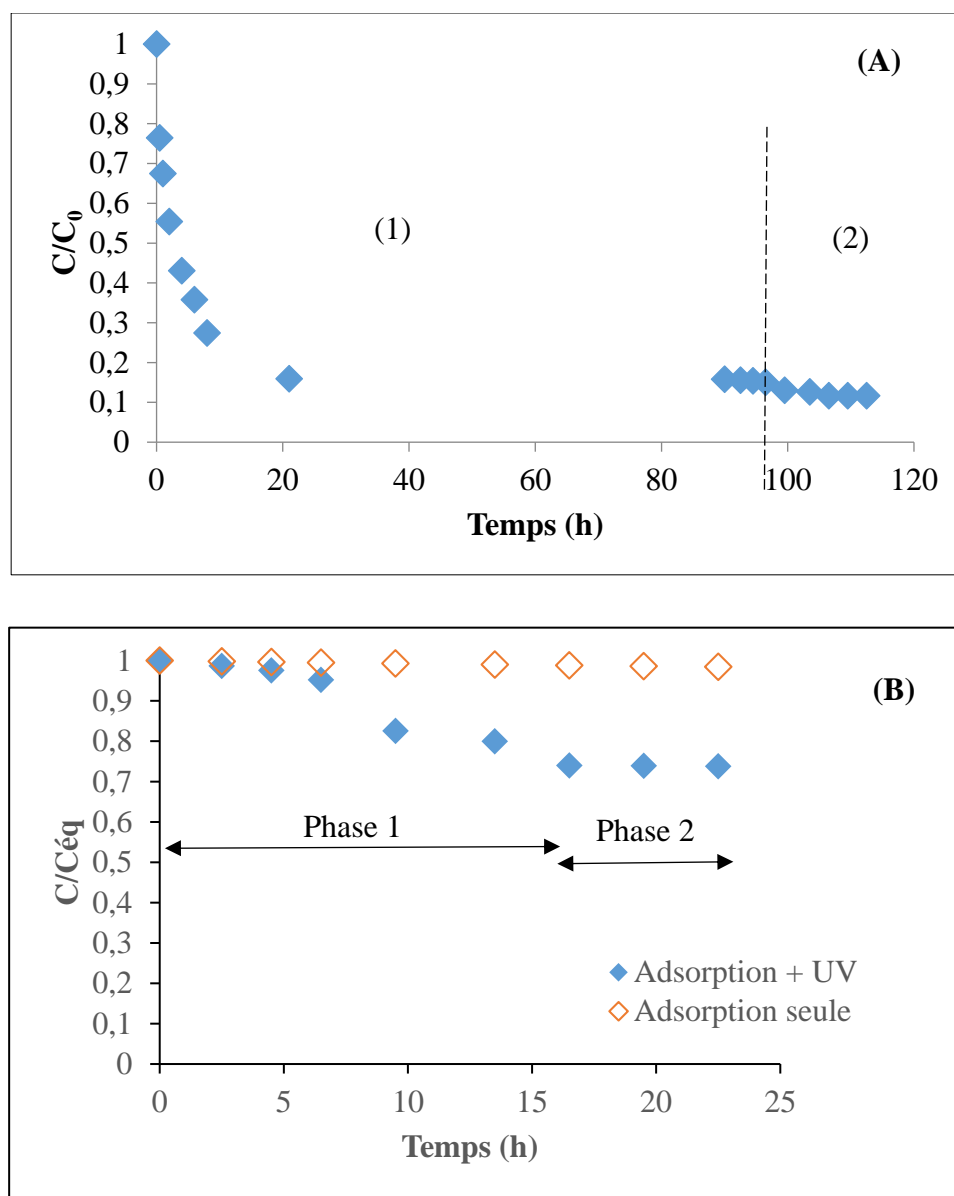 (A)
1
0,9
0,8
0,7
0,6
0,5
0,4
0,3
0,2
0,1
0
C/C₀
(1)
(2)
0 20 40 60 80 100 120
Temps (h)
(B)
1
0,9
0,8
0,7
0,6
0,5
0,4
0,3
0,2
0,1
0
C/Céq
Phase 1
Phase 2
Adsorption + UV
Adsorption seule
0 5 10 15 20 25
Temps (h)